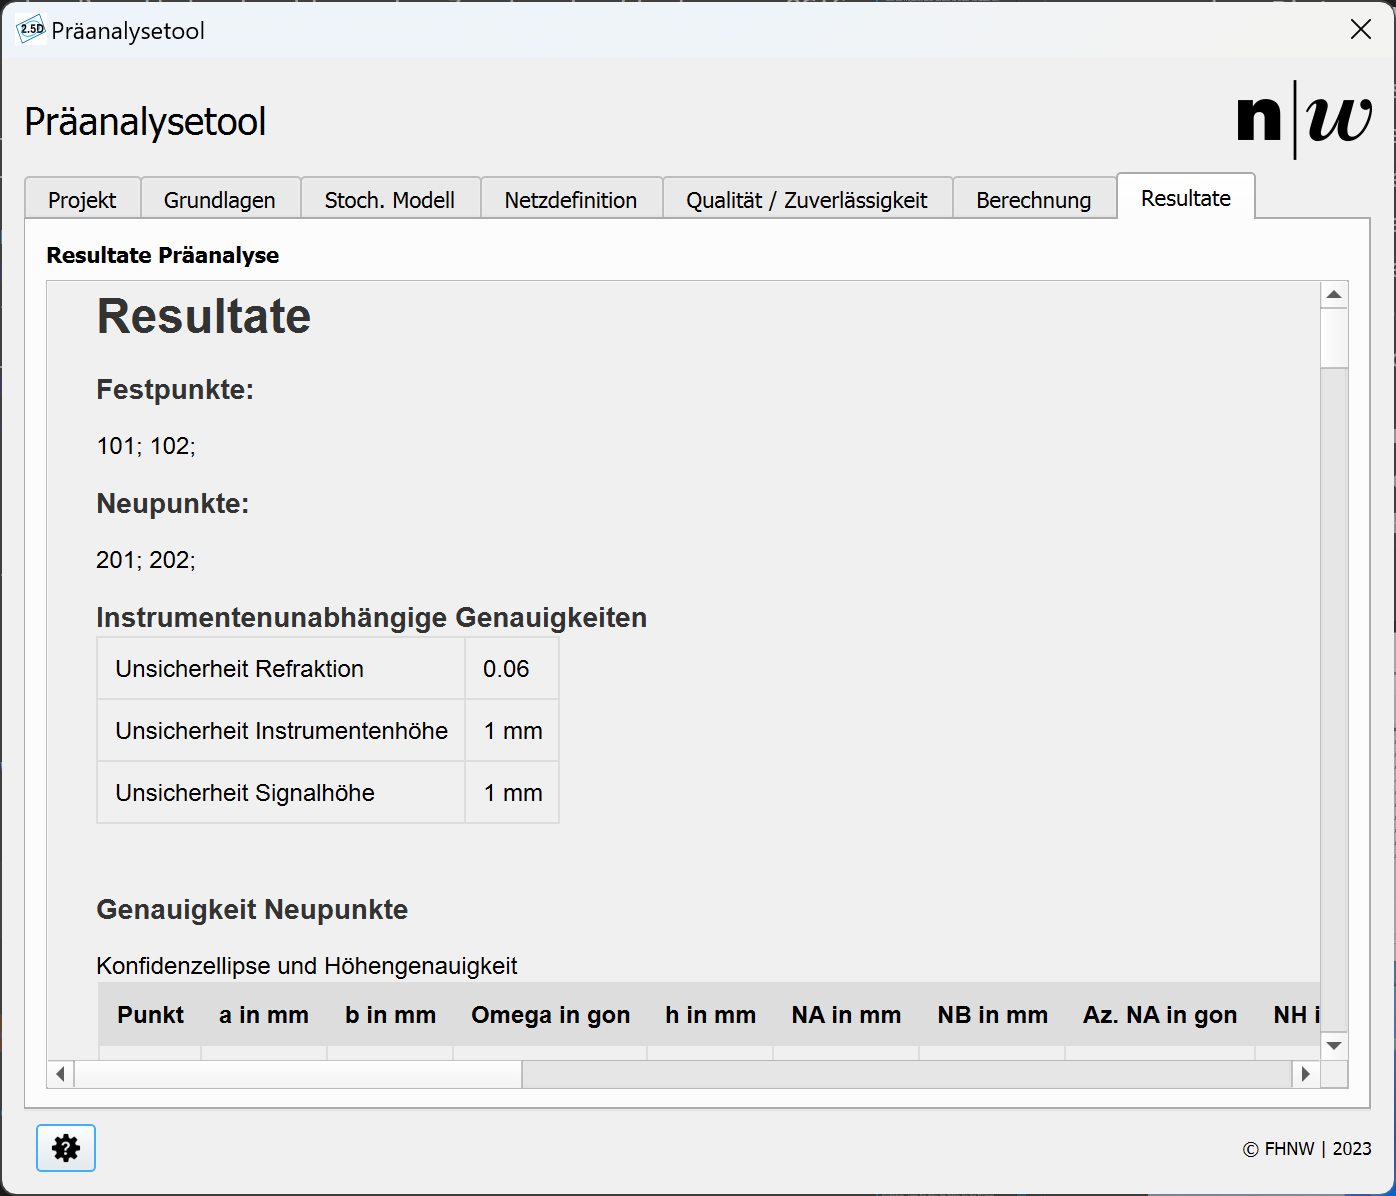 2.5D Präanalysetool
Präanalysetool
n|w
Projekt Grundlagen Stoch. Modell Netzdefinition Qualität / Zuverlässigkeit Berechnung Resultate
Resultate Präanalyse
Resultate
Festpunkte:
101; 102;
Neupunkte:
201; 202;
Instrumentenunabhängige Genauigkeiten
Unsicherheit Refraktion 0.06
Unsicherheit Instrumentenhöhe 1 mm
Unsicherheit Signalhöhe 1 mm
Genauigkeit Neupunkte
Konfidenzellipse und Höhengenauigkeit
Punkt a in mm b in mm Omega in gon h in mm NA in mm NB in mm Az. NA in gon NH i
© FHNW | 2023